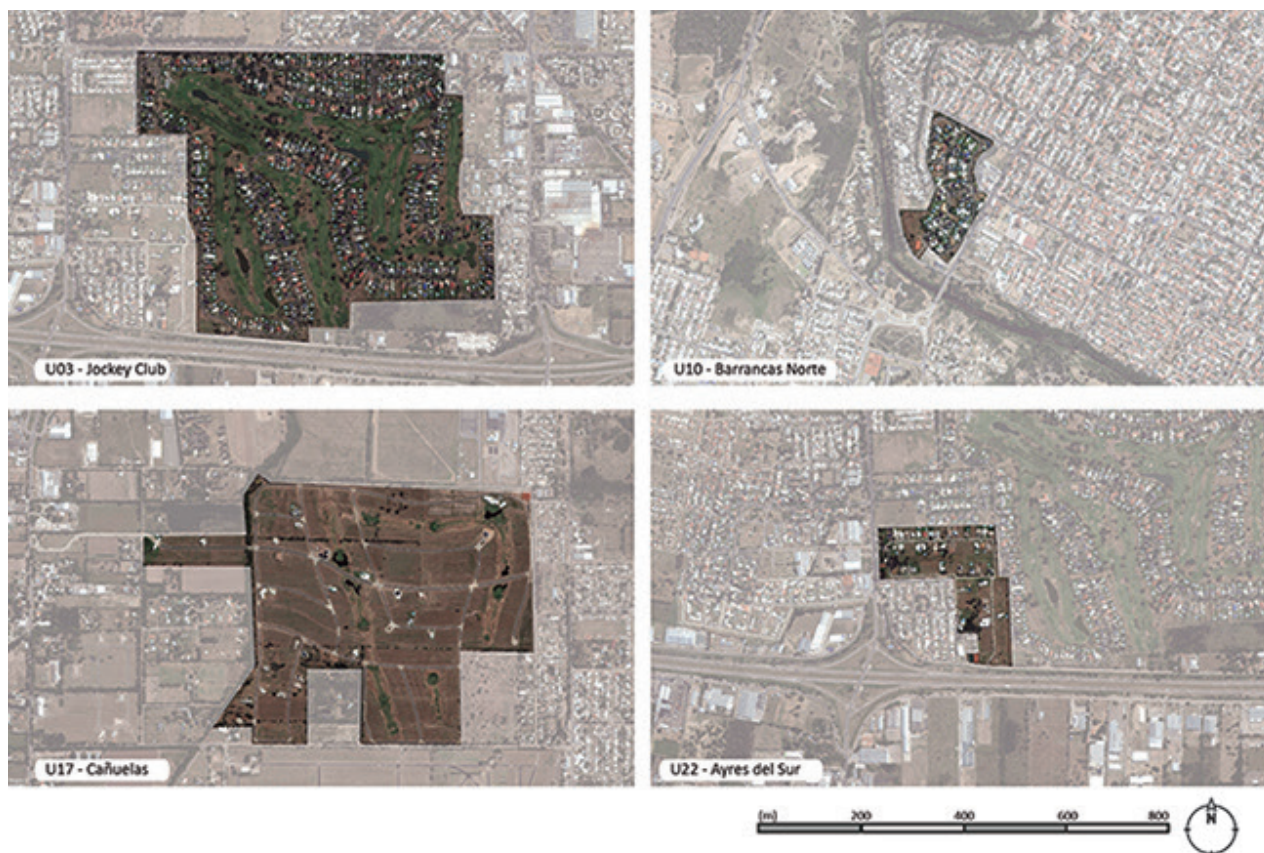 U03 - Jockey Club
U10 - Barrancas Norte
U17 - Cañuelas
U22 - Ayres del Sur
(m) 200 400 600 800
N